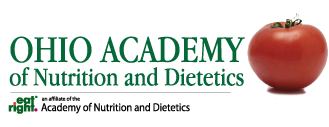 OHIO ACADEMY
of Nutrition and Dietetics
eat right. an affiliate of the
Academy of Nutrition and Dietetics